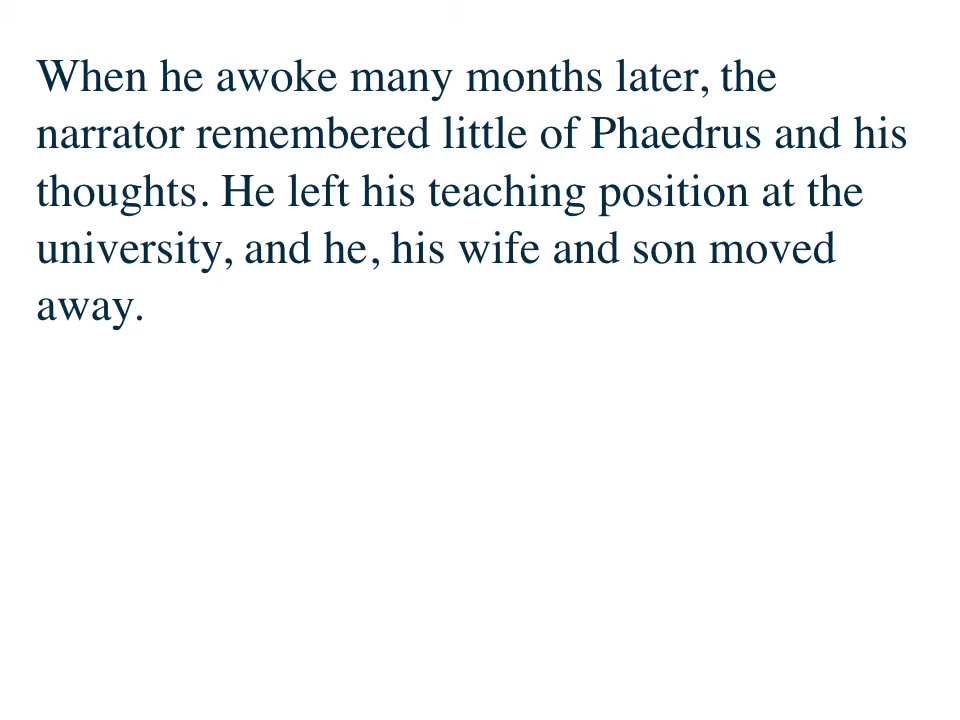 When he awoke many months later, the
narrator remembered little of Phaedrus and his
thoughts. He left his teaching position at the
university, and he, his wife and son moved
away.